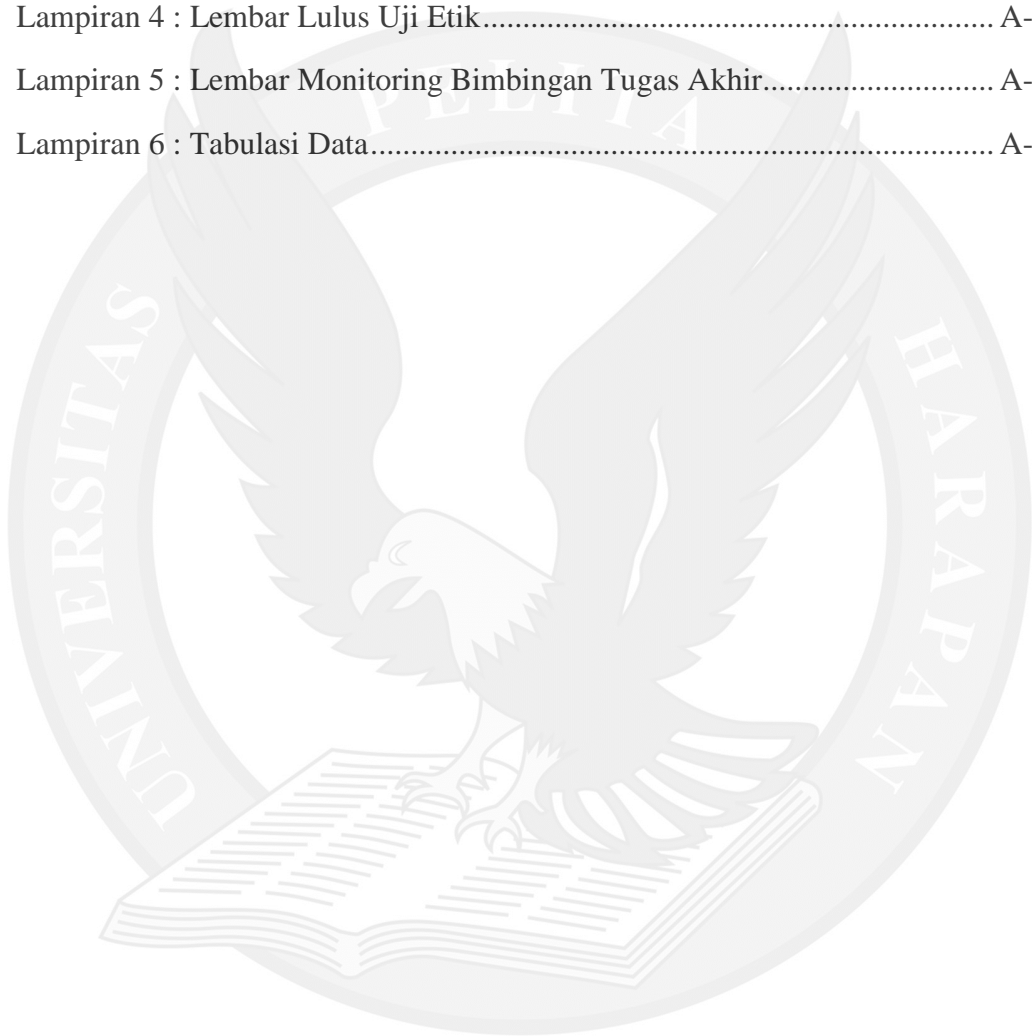 Lampiran 4 : Lembar Lulus Uji Etik................................................................. A-
Lampiran 5 : Lembar Monitoring Bimbingan Tugas Akhir............................. A-
Lampiran 6 : Tabulasi Data............................................................................... A-
UNIVERSITAS PELITA HARAPAN